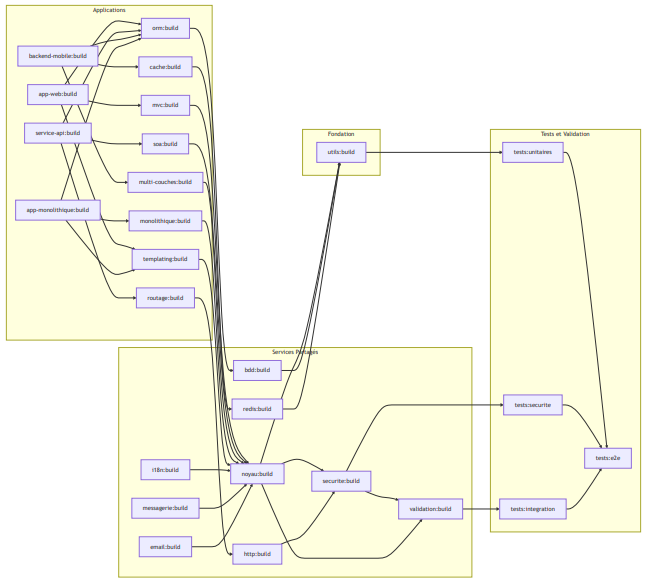 Applications
orm:build
backend-mobile:build
cache:build
app-web:build
mvc:build
service-api:build
soa:build
multi-couches:build
app-monolithique:build
monolithique:build
templating:build
routage:build
Fondation
utils:build
Tests et Validation
tests:unitaires
tests:securite
tests:e2e
tests:integration
Services Partagés
bdd:build
redis:build
i18n:build
noyau:build
securite:build
messagerie:build
validation:build
email:build
http:build